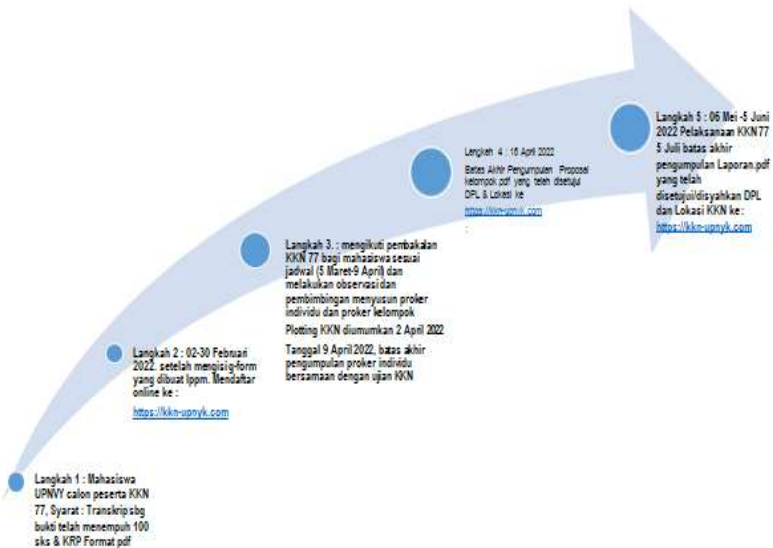 Langkah 1 : Mahasiswa
UPNVY calon peserta KKN
77, Syarat : Transkrip sbg
bukti telah menempuh 100
sks & KRP Format pdf
Langkah 2 : 02-30 Februari
2022. setelah mengisi g-form
yang dibuat lppm. Mendaftar
online ke :
https://kkn-upnyk.com
Langkah 3. : mengikuti pembakalan
KKN 77 bagi mahasiswa sesuai
jadwal (5 Maret-9 April) dan
melakukan observasi dan
pembimbingan menyusun proker
individu dan proker kelompok
Plotting KKN diumumkan 2 April 2022
Tanggal 9 April 2022, batas akhir
pengumpulan proker individu
bersamaan dengan ujian KKN
Langkah 4 : 16 April 2022
Batas Akhir Pengumpulan Proposal
kelompok.pdf yang telah disetujui
DPL & Lokasi ke
https://kkn-upnyk.com
:
Langkah 5 : 06 Mei -5 Juni
2022 Pelaksanaan KKN 77
5 Juli batas akhir
pengumpulan Laporan.pdf
yang telah
disetujui/disyahkan DPL
dan Lokasi KKN ke :
https://kkn-upnyk.com